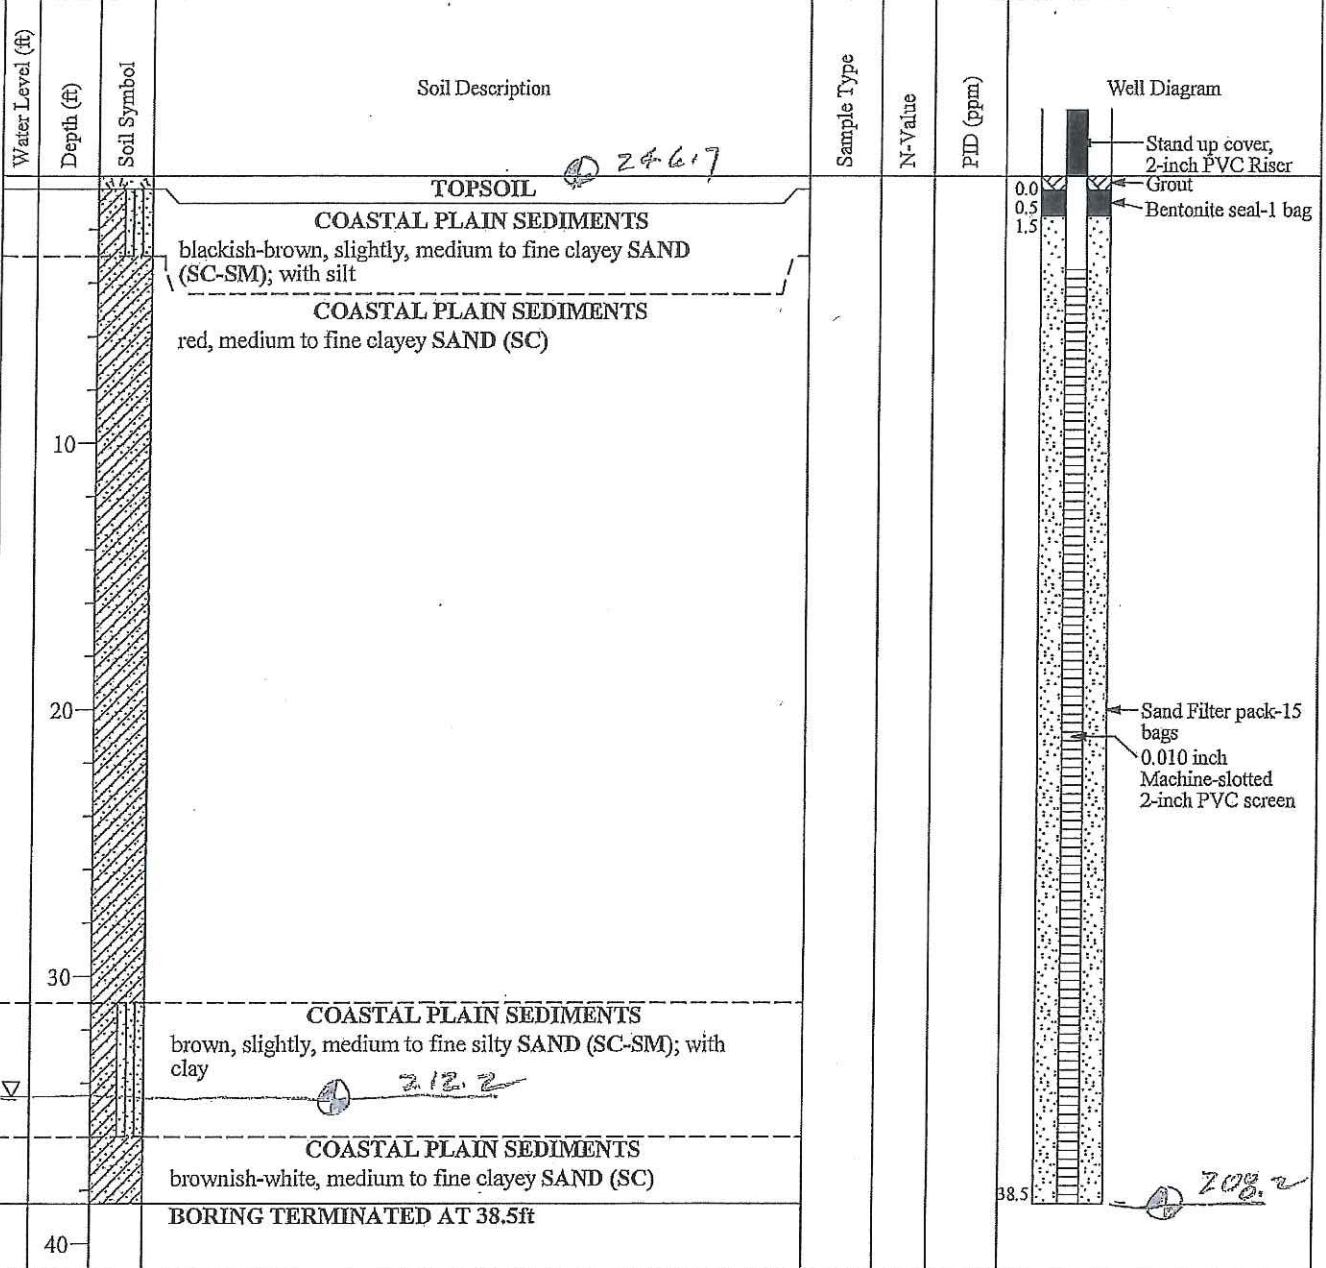 Water Level (ft)
Depth (ft)
Soil Symbol
Soil Description
Sample Type
N-Value
PID (ppm)
Well Diagram
Stand up cover,
2-inch PVC Riser
246.7
TOPSOIL
0.0
Grout
0.5
Bentonite seal-1 bag
1.5
COASTAL PLAIN SEDIMENTS
blackish-brown, slightly, medium to fine clayey SAND
(SC-SM); with silt
COASTAL PLAIN SEDIMENTS
red, medium to fine clayey SAND (SC)
10
20
Sand Filter pack-15
bags
0.010 inch
Machine-slotted
2-inch PVC screen
30
COASTAL PLAIN SEDIMENTS
brown, slightly, medium to fine silty SAND (SC-SM); with
clay
212.2
COASTAL PLAIN SEDIMENTS
brownish-white, medium to fine clayey SAND (SC)
38.5
208.2
BORING TERMINATED AT 38.5ft
40